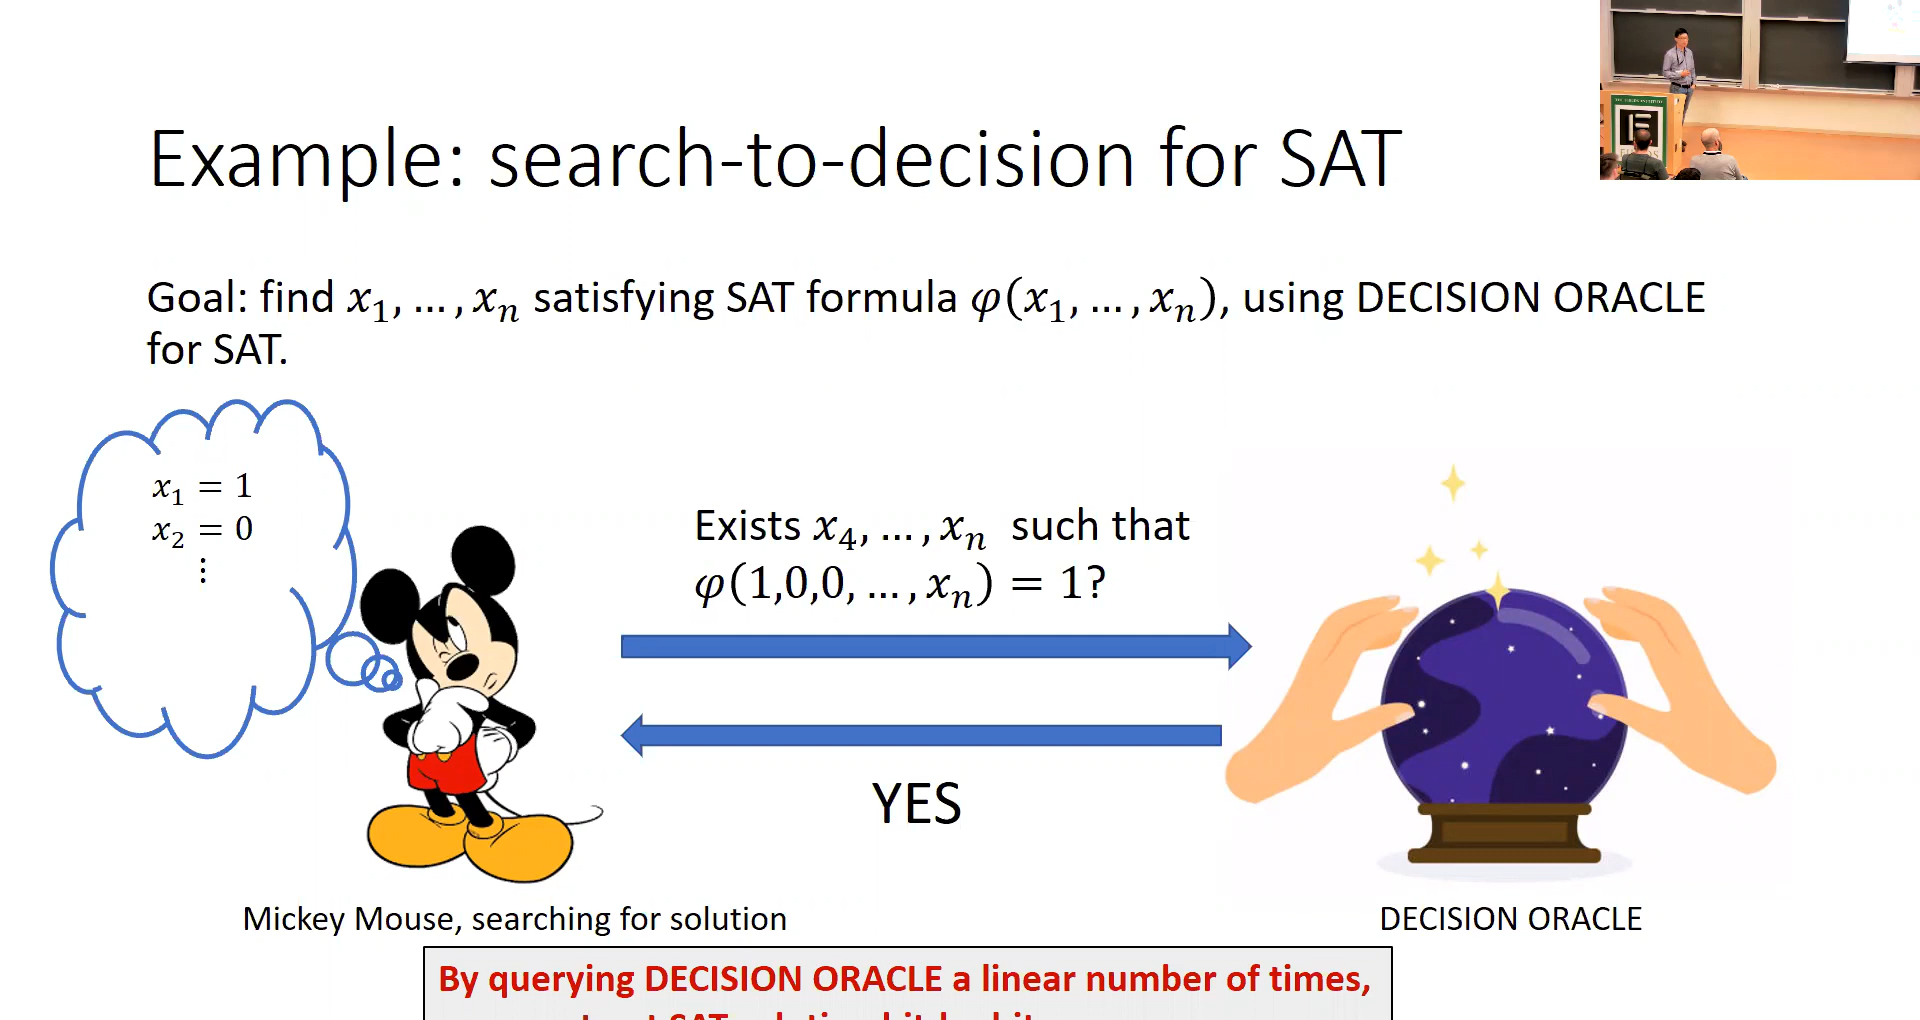 Example: search-to-decision for SAT
Goal: find x₁, … , xₙ satisfying SAT formula φ(x₁, … , xₙ), using DECISION ORACLE
for SAT.
x₁ = 1
x₂ = 0
⋮
Exists x₄, … , xₙ such that
φ(1,0,0, … , xₙ) = 1?
YES
Mickey Mouse, searching for solution
DECISION ORACLE
By querying DECISION ORACLE a linear number of times,